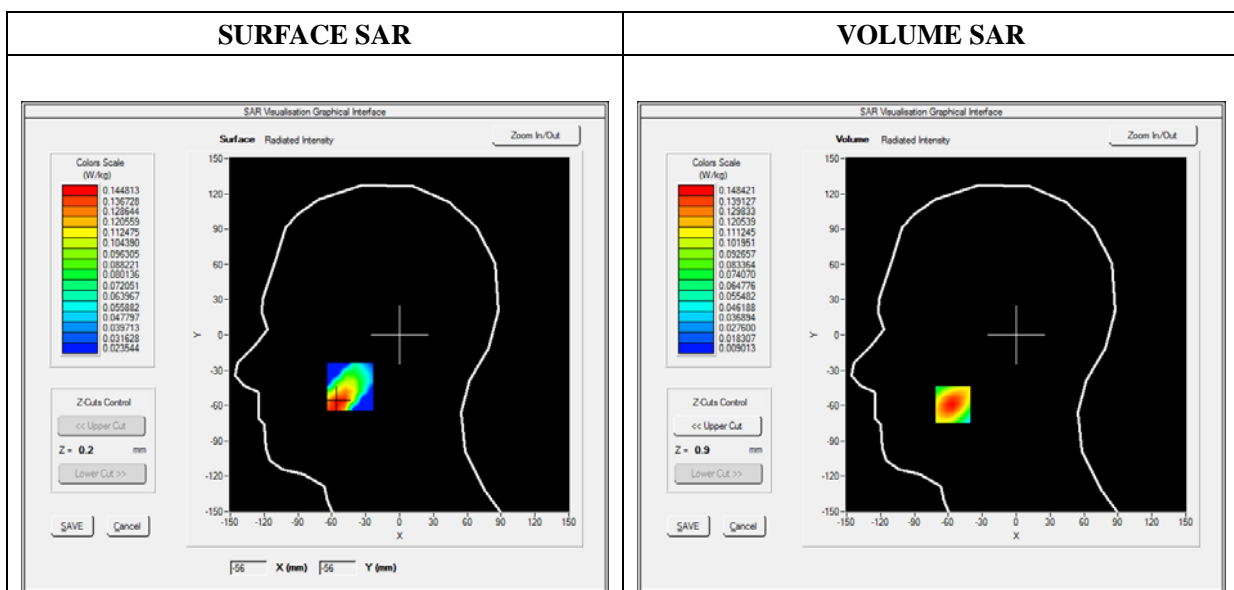 SURFACE SAR
VOLUME SAR
SAR Visualisation Graphical Interface
Surface Radiated Intensity
Zoom In/Out
Colors Scale
(W/kg)
0.144813
0.136728
0.128644
0.120559
0.112475
0.104390
0.096305
0.088221
0.080136
0.072051
0.063967
0.055882
0.047797
0.039713
0.031628
0.023544
150
120
90
60
30
0
-30
-60
-90
-120
-150
Y
-150 -120 -90 -60 -30 0 30 60 90 120 150
X
Z-Cuts Control
<< Upper Cut
Z = 0.2 mm
Lower Cut >>
SAVE Cancel
-56 X (mm) -56 Y (mm)
SAR Visualisation Graphical Interface
Volume Radiated Intensity
Zoom In/Out
Colors Scale
(W/kg)
0.148421
0.139127
0.129833
0.120539
0.111245
0.101951
0.092657
0.083364
0.074070
0.064776
0.055482
0.046188
0.036894
0.027600
0.018307
0.009013
150
120
90
60
30
0
-30
-60
-90
-120
-150
Y
-150 -120 -90 -60 -30 0 30 60 90 120 150
X
Z-Cuts Control
<< Upper Cut
Z = 0.9 mm
Lower Cut >>
SAVE Cancel